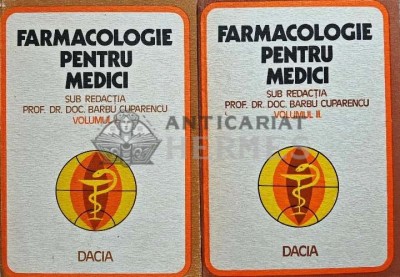 FARMACOLOGIE
PENTRU
MEDICI
SUB REDACȚIA
PROF. DR. DOC. BARBU CUPARENCU
VOLUMUL I
DACIA
FARMACOLOGIE
PENTRU
MEDICI
SUB REDACȚIA
PROF. DR. DOC. BARBU CUPARENCU
VOLUMUL II
DACIA
ANTICARIAT
HERMES